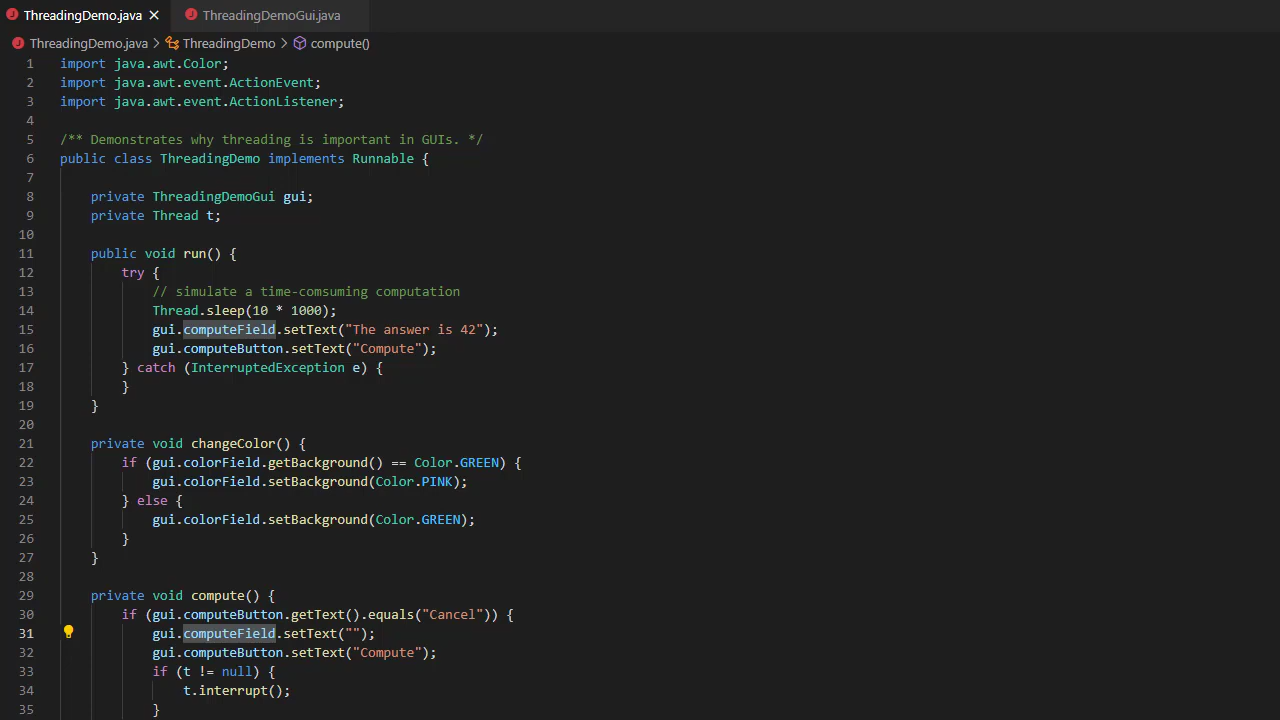 ThreadingDemo.java ThreadingDemoGui.java
ThreadingDemo.java > ThreadingDemo > compute()
1 import java.awt.Color;
2 import java.awt.event.ActionEvent;
3 import java.awt.event.ActionListener;
4
5 /** Demonstrates why threading is important in GUIs. */
6 public class ThreadingDemo implements Runnable {
7
8     private ThreadingDemoGui gui;
9     private Thread t;
10
11     public void run() {
12         try {
13             // simulate a time-comsuming computation
14             Thread.sleep(10 * 1000);
15             gui.computeField.setText("The answer is 42");
16             gui.computeButton.setText("Compute");
17         } catch (InterruptedException e) {
18         }
19     }
20
21     private void changeColor() {
22         if (gui.colorField.getBackground() == Color.GREEN) {
23             gui.colorField.setBackground(Color.PINK);
24         } else {
25             gui.colorField.setBackground(Color.GREEN);
26         }
27     }
28
29     private void compute() {
30         if (gui.computeButton.getText().equals("Cancel")) {
31             gui.computeField.setText("");
32             gui.computeButton.setText("Compute");
33             if (t != null) {
34                 t.interrupt();
35             }